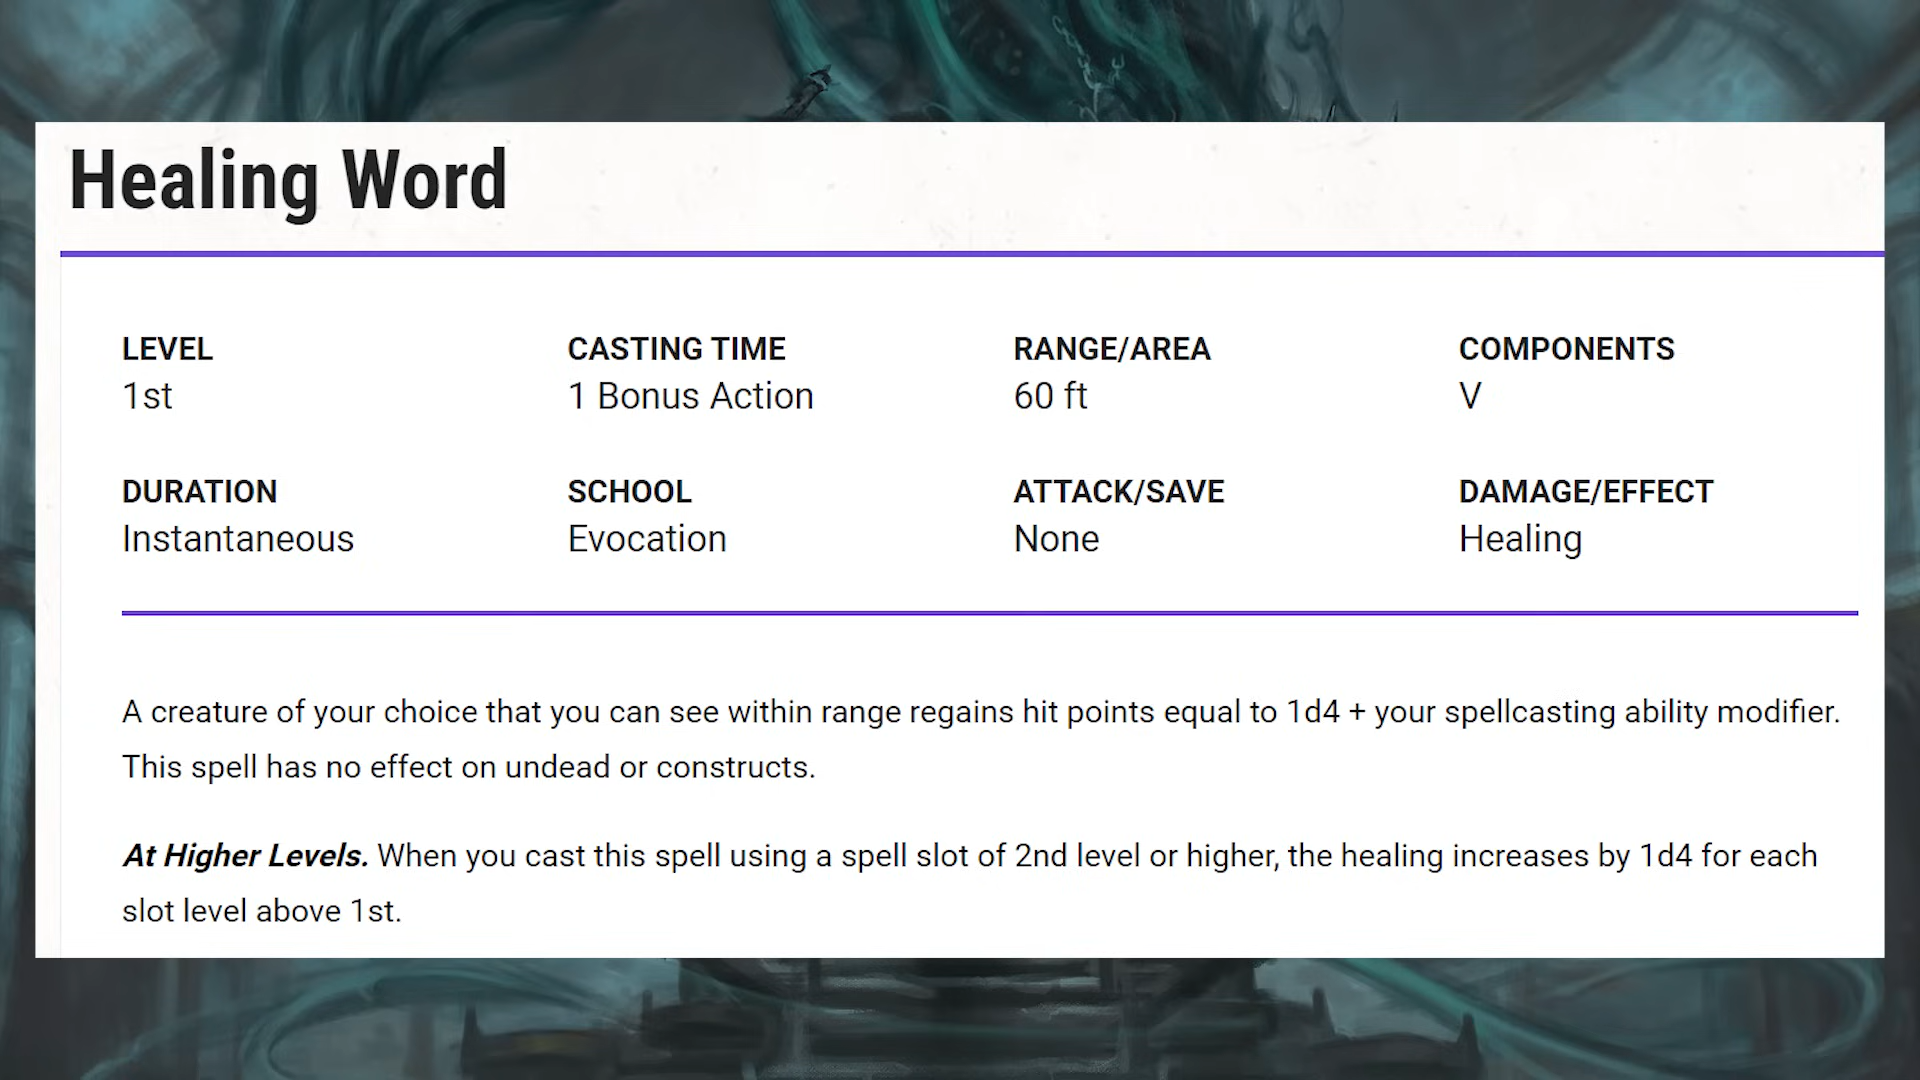 Healing Word
LEVEL
CASTING TIME
RANGE/AREA
COMPONENTS
1st
1 Bonus Action
60 ft
V
DURATION
SCHOOL
ATTACK/SAVE
DAMAGE/EFFECT
Instantaneous
Evocation
None
Healing
A creature of your choice that you can see within range regains hit points equal to 1d4 + your spellcasting ability modifier.
This spell has no effect on undead or constructs.
At Higher Levels. When you cast this spell using a spell slot of 2nd level or higher, the healing increases by 1d4 for each
slot level above 1st.